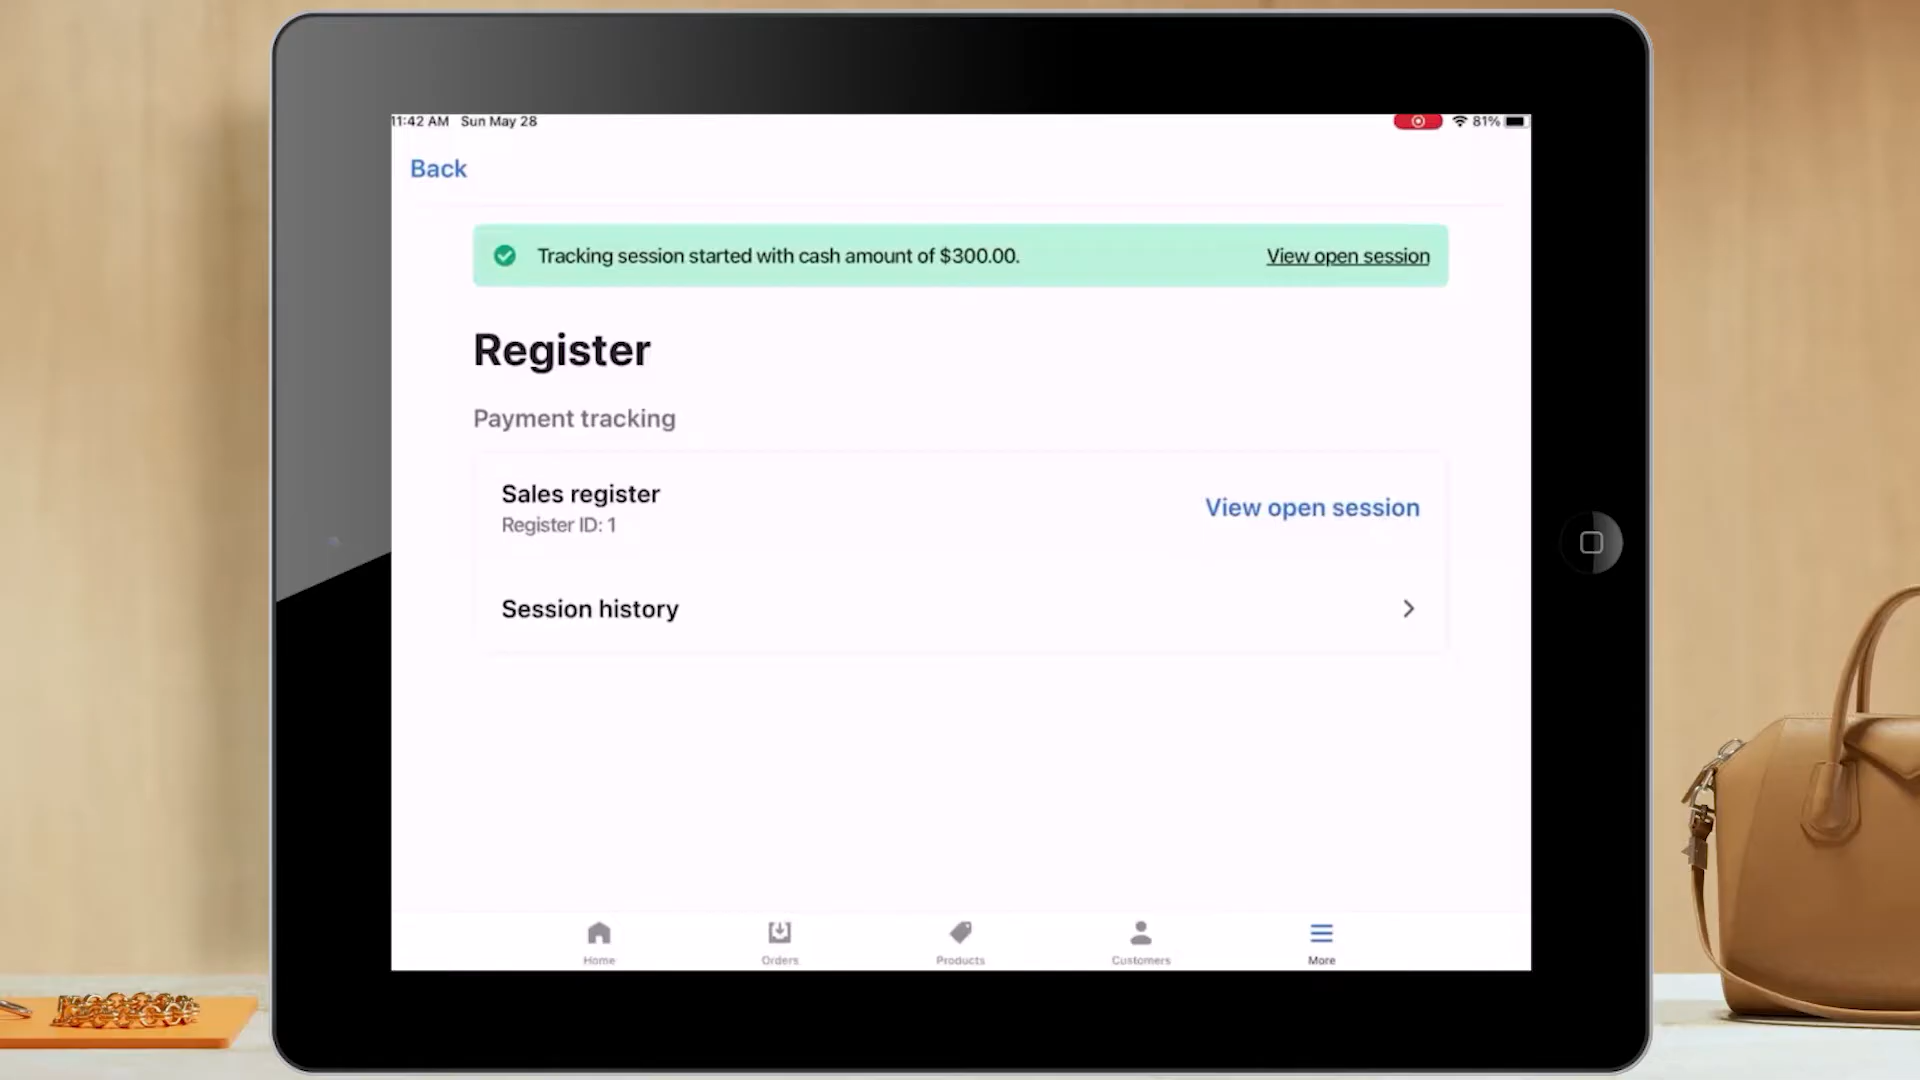 11:42 AM Sun May 28
81%
Back
Tracking session started with cash amount of $300.00.
View open session
Register
Payment tracking
Sales register
Register ID: 1
View open session
Session history
Home
Orders
Products
Customers
More